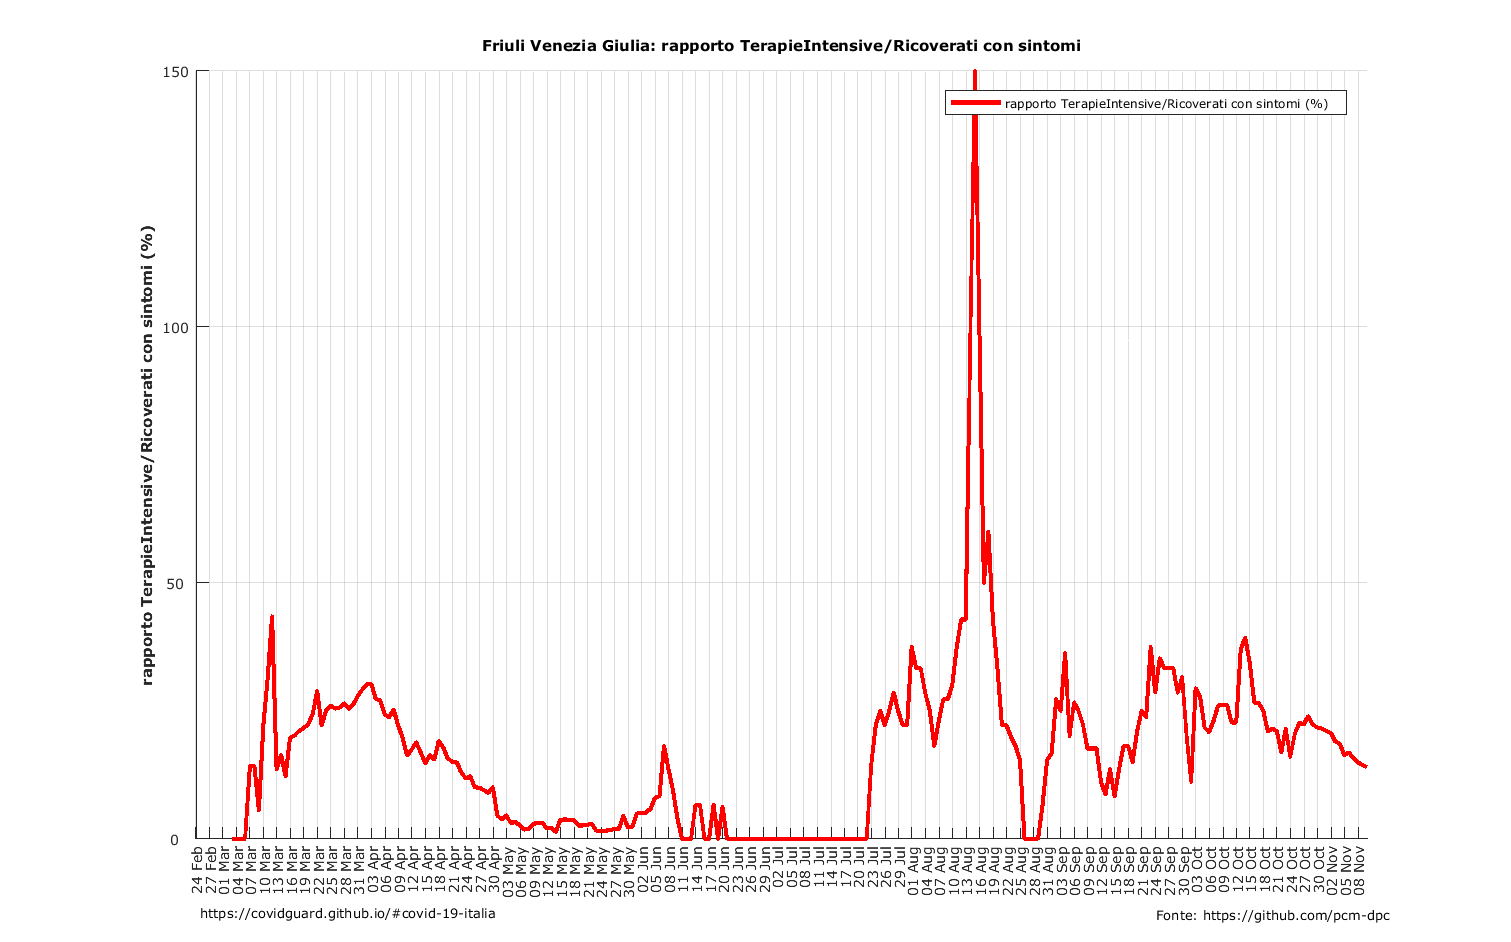 Friuli Venezia Giulia: rapporto TerapieIntensive/Ricoverati con sintomi
rapporto TerapieIntensive/Ricoverati con sintomi (%)
rapporto TerapieIntensive/Ricoverati con sintomi (%)
150
100
50
0
24 Feb
27 Feb
01 Mar
04 Mar
07 Mar
10 Mar
13 Mar
16 Mar
19 Mar
22 Mar
25 Mar
28 Mar
31 Mar
03 Apr
06 Apr
09 Apr
12 Apr
15 Apr
18 Apr
21 Apr
24 Apr
27 Apr
30 Apr
03 May
06 May
09 May
12 May
15 May
18 May
21 May
24 May
27 May
30 May
02 Jun
05 Jun
08 Jun
11 Jun
14 Jun
17 Jun
20 Jun
23 Jun
26 Jun
29 Jun
02 Jul
05 Jul
08 Jul
11 Jul
14 Jul
17 Jul
20 Jul
23 Jul
26 Jul
29 Jul
01 Aug
04 Aug
07 Aug
10 Aug
13 Aug
16 Aug
19 Aug
22 Aug
25 Aug
28 Aug
31 Aug
03 Sep
06 Sep
09 Sep
12 Sep
15 Sep
18 Sep
21 Sep
24 Sep
27 Sep
30 Sep
03 Oct
06 Oct
09 Oct
12 Oct
15 Oct
18 Oct
21 Oct
24 Oct
27 Oct
30 Oct
02 Nov
05 Nov
08 Nov
https://covidguard.github.io/#covid-19-italia
Fonte: https://github.com/pcm-dpc